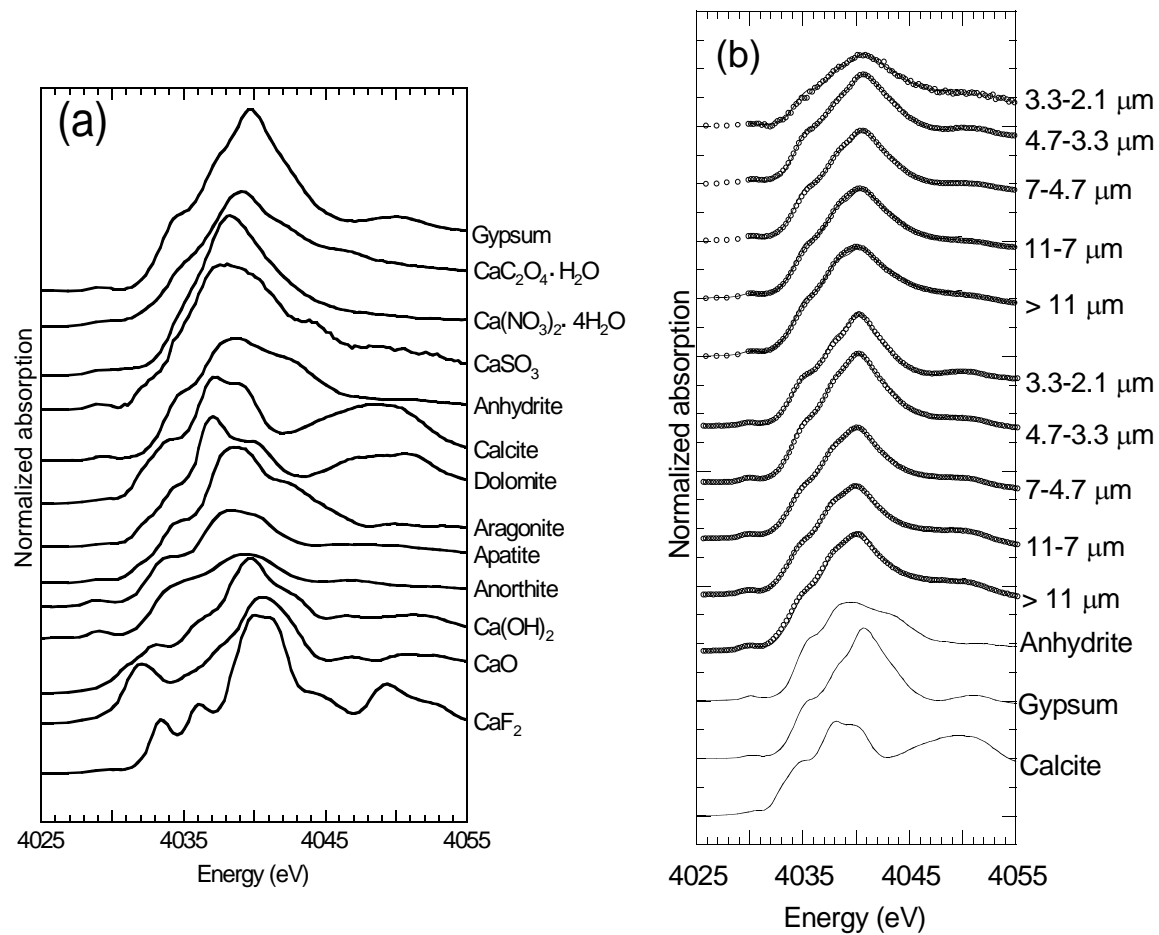 (a)
Normalized absorption
Gypsum
CaC₂O₄· H₂O
Ca(NO₃)₂· 4H₂O
CaSO₃
Anhydrite
Calcite
Dolomite
Aragonite
Apatite
Anorthite
Ca(OH)₂
CaO
CaF₂
4025 4035 4045 4055
Energy (eV)
(b)
Normalized absorption
3.3-2.1 μm
4.7-3.3 μm
7-4.7 μm
11-7 μm
> 11 μm
3.3-2.1 μm
4.7-3.3 μm
7-4.7 μm
11-7 μm
> 11 μm
Anhydrite
Gypsum
Calcite
4025 4035 4045 4055
Energy (eV)